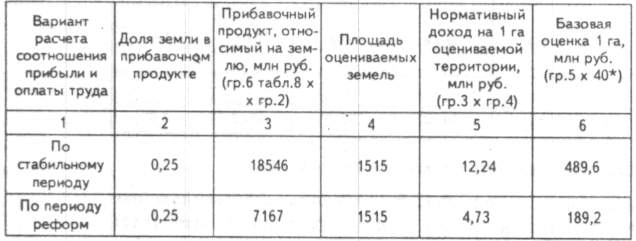 Вариант
расчета
соотношения
прибыли и
оплаты труда
Доля земли в
прибавочном
продукте
Прибавочный
продукт, отно-
симый на зем-
лю, млн руб.
(гр.6 табл.8 х
х гр.2)
Площадь
оцениваемых
земель
Нормативный
доход на 1 га
оцениваемой
территории,
млн руб.
(гр.3 х гр.4)
Базовая
оценка 1 га,
млн руб.
(гр.5 х 40*)
1 2 3 4 5 6
По
стабильному
периоду
0,25 18546 1515 12,24 489,6
По периоду
реформ
0,25 7167 1515 4,73 189,2